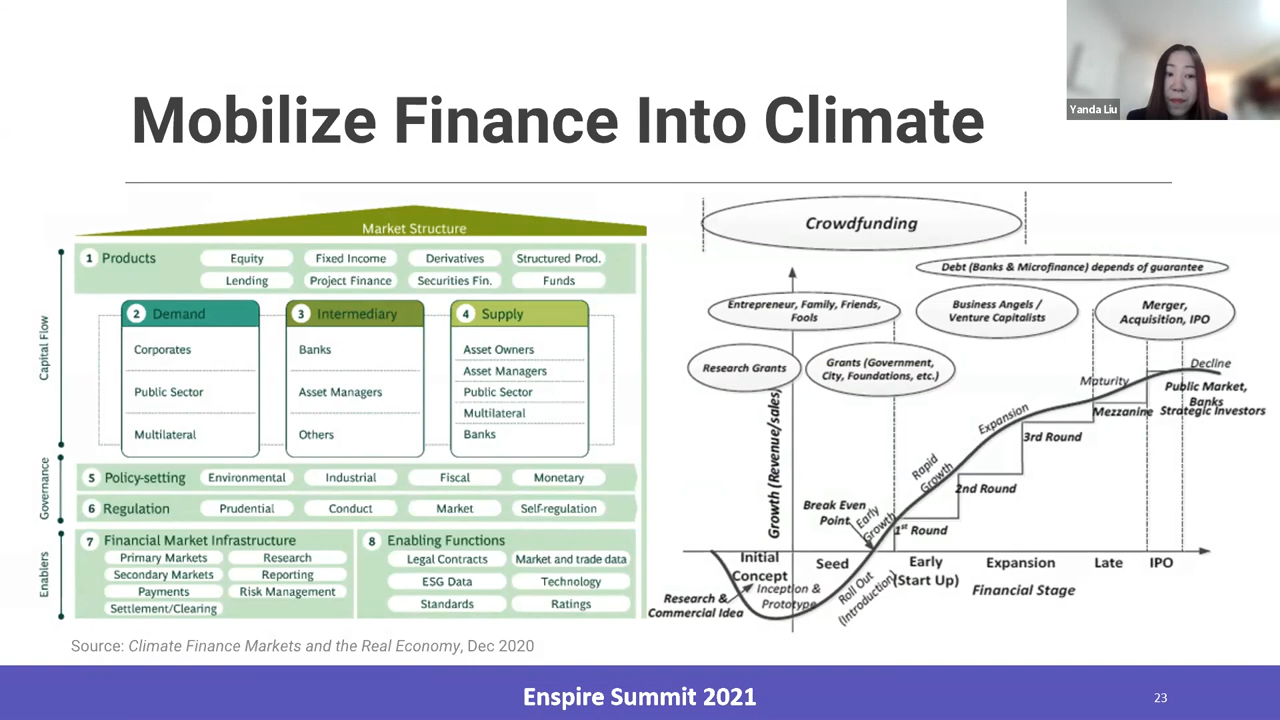 Yanda Liu
Mobilize Finance Into Climate
Market Structure
Capital Flow
1 Products
Equity Fixed Income Derivatives Structured Prod.
Lending Project Finance Securities Fin. Funds
2 Demand
Corporates
Public Sector
Multilateral
3 Intermediary
Banks
Asset Managers
Others
4 Supply
Asset Owners
Asset Managers
Public Sector
Multilateral
Banks
Governance
5 Policy-setting Environmental Industrial Fiscal Monetary
6 Regulation Prudential Conduct Market Self-regulation
Enablers
7 Financial Market Infrastructure
Primary Markets Research
Secondary Markets Reporting
Payments Risk Management
Settlement/Clearing
8 Enabling Functions
Legal Contracts Market and trade data
ESG Data Technology
Standards Ratings
Crowdfunding
Debt (Banks & Microfinance) depends of guarantee
Entrepreneur, Family, Friends,
Fools
Business Angels /
Venture Capitalists
Merger,
Acquisition, IPO
Research Grants
Grants (Government,
City, Foundations, etc.)
Growth (Revenue/sales,
Decline
Maturity
Public Market,
Banks
Strategic Investors
Mezzanine
Expansion
3rd Round
Rapid
Growth
2nd Round
Break Even
Point
Early
Growth
1st Round
Initial
Concept
Seed
Early
(Start Up)
Expansion
Late
IPO
Financial Stage
Inception &
Prototype
Roll Out
(Introduction)
Research &
Commercial Idea
Source: Climate Finance Markets and the Real Economy, Dec 2020
Enspire Summit 2021
23